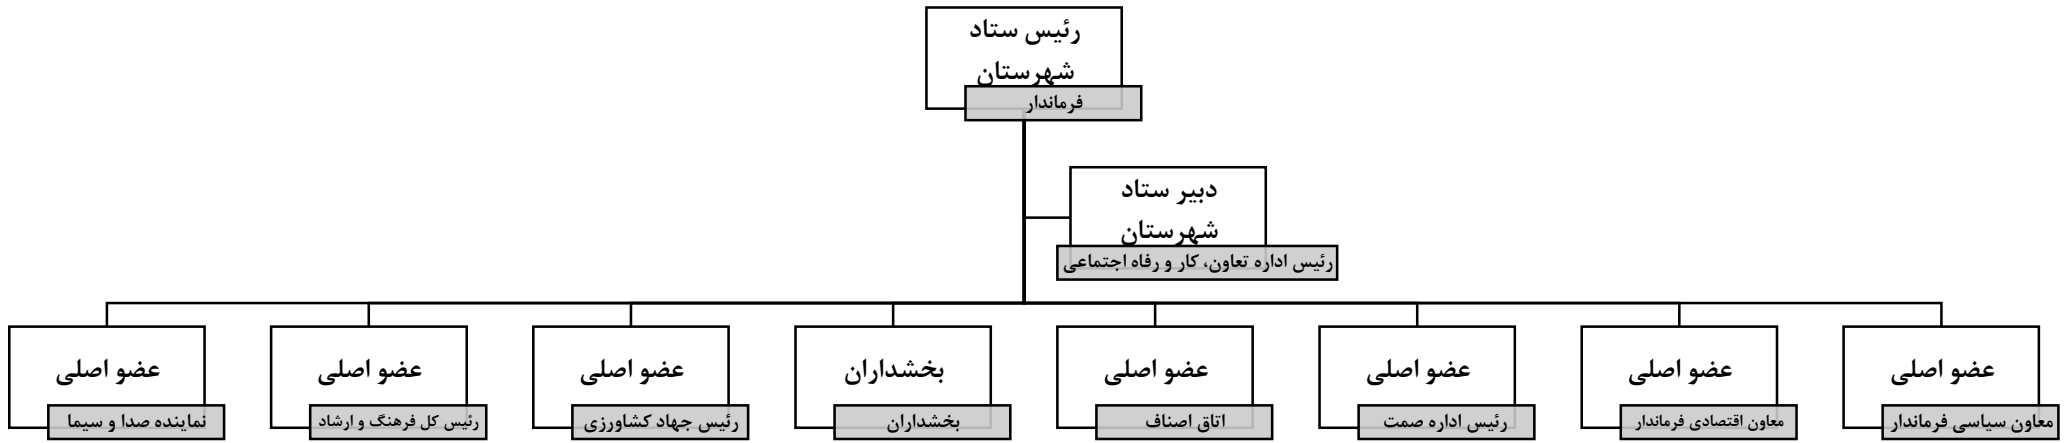 رئیس ستاد
شهرستان
فرماندار
دبیر ستاد
شهرستان
رئیس اداره تعاون، کار و رفاه اجتماعی
عضو اصلی
معاون سیاسی فرماندار
عضو اصلی
معاون اقتصادی فرماندار
عضو اصلی
رئیس اداره صمت
عضو اصلی
اتاق اصناف
بخشداران
بخشداران
عضو اصلی
رئیس جهاد کشاورزی
عضو اصلی
رئیس کل فرهنگ و ارشاد
عضو اصلی
نماینده صدا و سیما